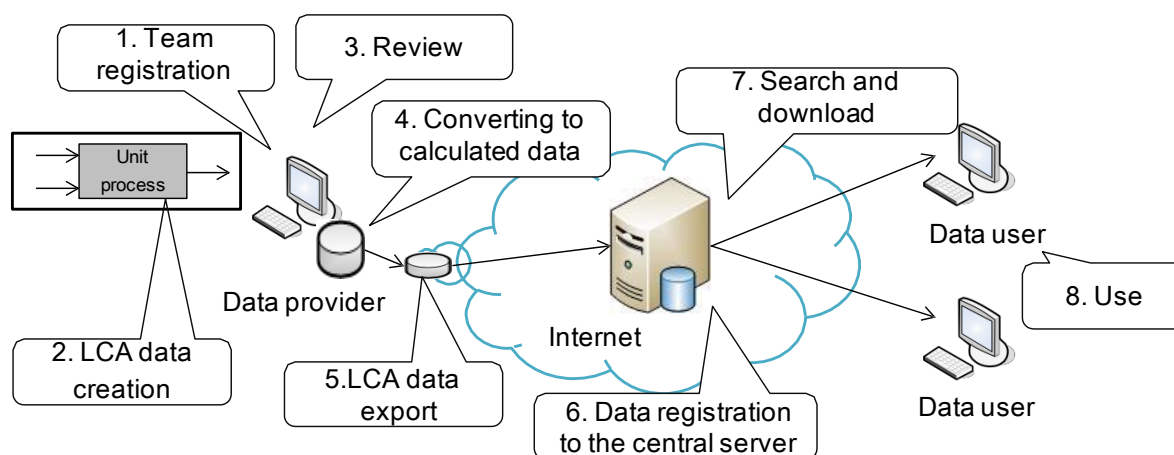 1. Team
registration
3. Review
7. Search and
download
4. Converting to
calculated data
Unit
process
Data user
Data provider
8. Use
Internet
2. LCA data
creation
5.LCA data
export
6. Data registration
to the central server
Data user